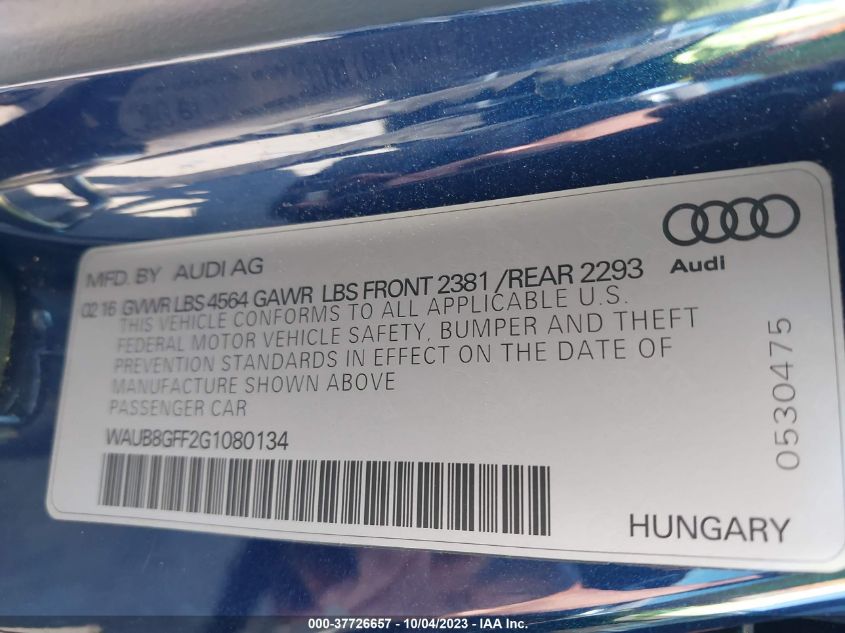 MFD. BY AUDI AG
Audi
02 16 GVWR LBS 4564 GAWR LBS FRONT 2381 /REAR 2293
THIS VEHICLE CONFORMS TO ALL APPLICABLE U.S.
FEDERAL MOTOR VEHICLE SAFETY, BUMPER AND THEFT
PREVENTION STANDARDS IN EFFECT ON THE DATE OF
MANUFACTURE SHOWN ABOVE
PASSENGER CAR
WAUB8GFF2G1080134
0530475
HUNGARY
000-37726657 - 10/04/2023 - IAA Inc.